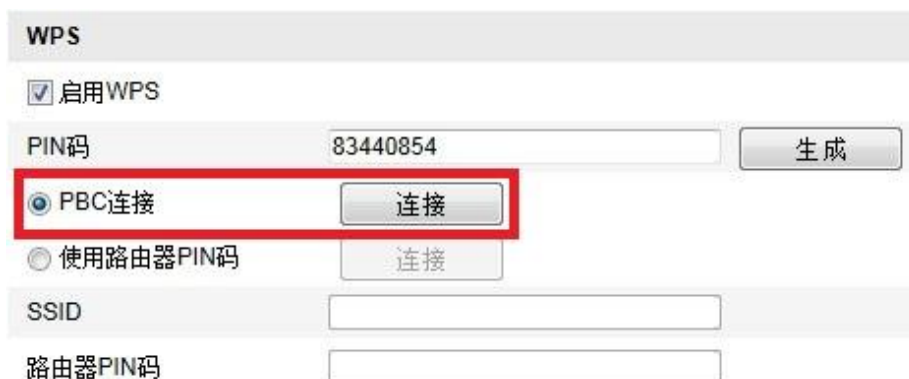 WPS
启用WPS
PIN码 83440854 生成
PBC连接 连接
使用路由器PIN码 连接
SSID
路由器PIN码